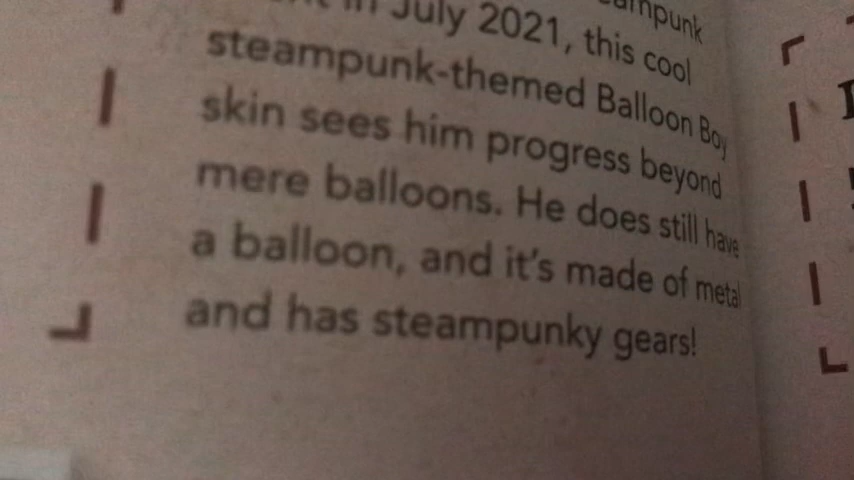 in July 2021, this cool
steampunk-themed Balloon Boy
skin sees him progress beyond
mere balloons. He does still have
a balloon, and it's made of metal
and has steampunky gears!